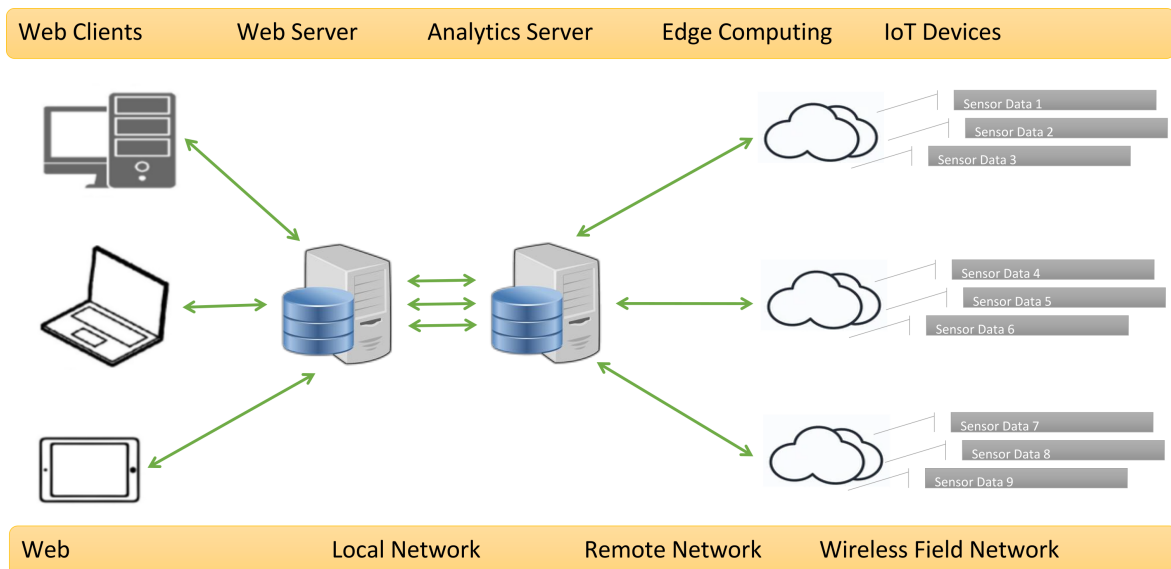 Web Clients Web Server Analytics Server Edge Computing IoT Devices
Sensor Data 1
Sensor Data 2
Sensor Data 3
Sensor Data 4
Sensor Data 5
Sensor Data 6
Sensor Data 7
Sensor Data 8
Sensor Data 9
Web Local Network Remote Network Wireless Field Network